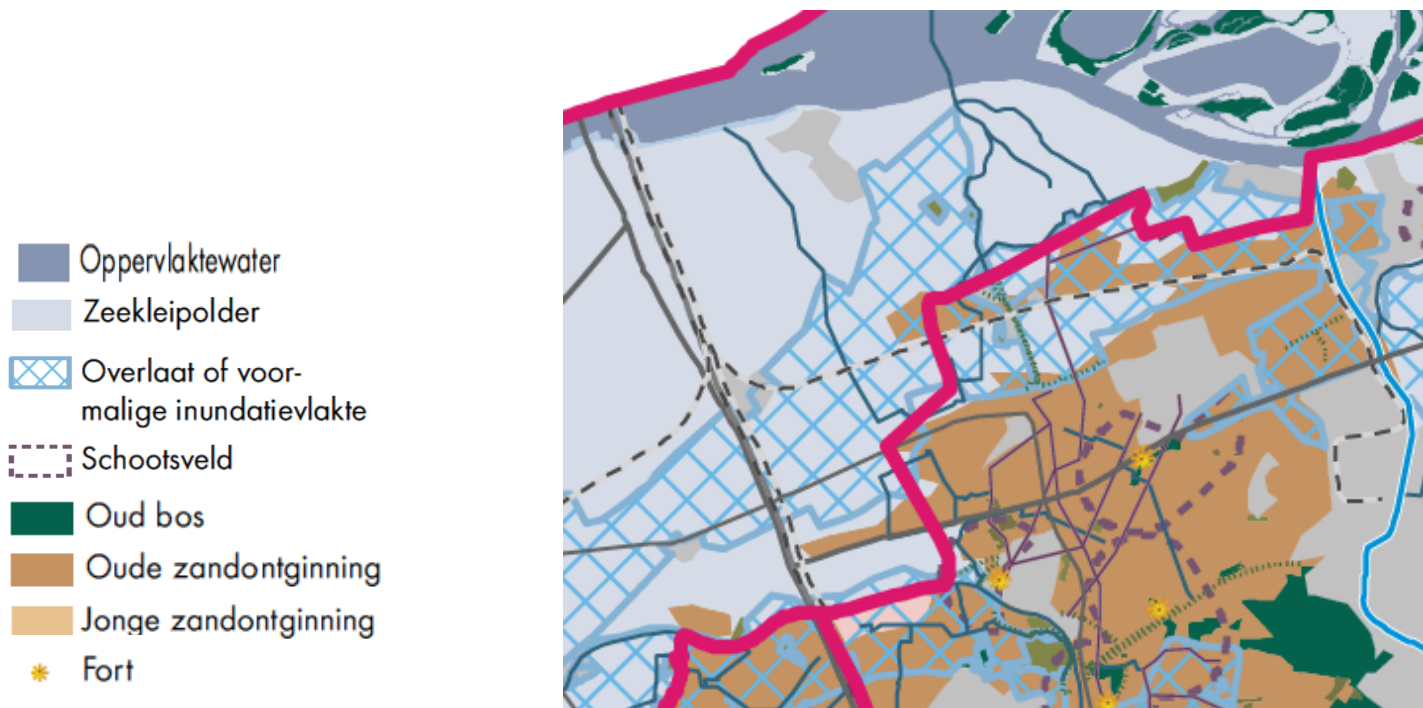 Oppervlaktewater
Zeekleipolder
Overlaat of voor-
malige inundatievlakte
Schootsveld
Oud bos
Oude zandontginning
Jonge zandontginning
Fort